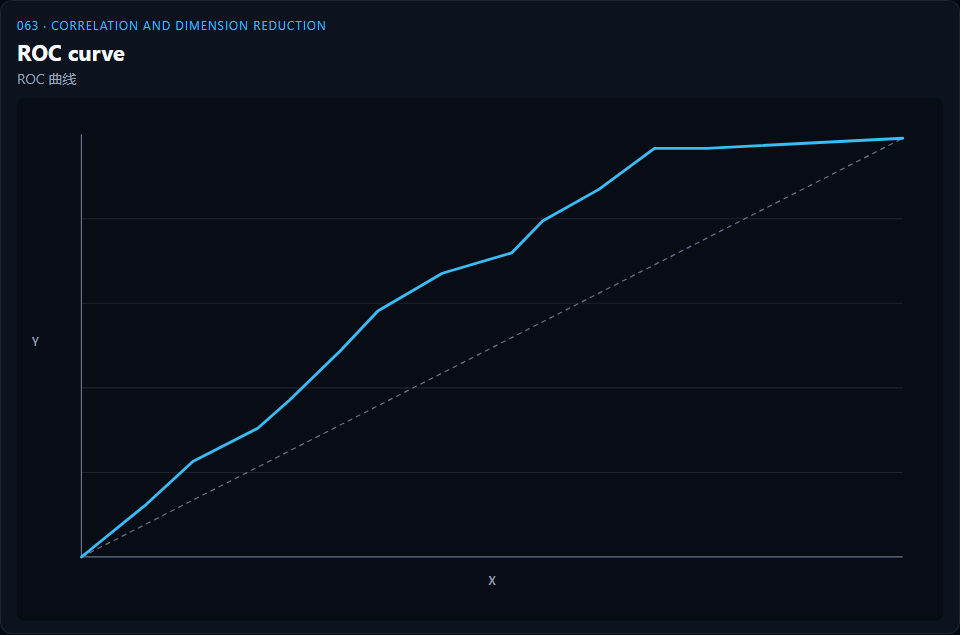 063 · CORRELATION AND DIMENSION REDUCTION
ROC curve
ROC 曲线
Y
X